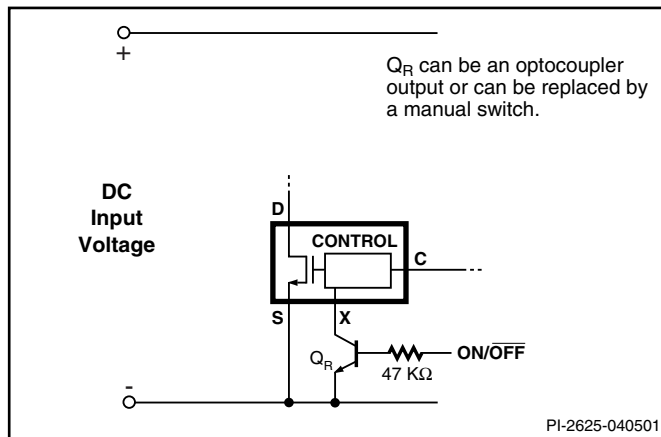 +
Q_R can be an optocoupler
output or can be replaced by
a manual switch.
DC
Input
Voltage
D
CONTROL
C
S
X
Q_R
47 KΩ
ON/O̅F̅F̅
-
PI-2625-040501